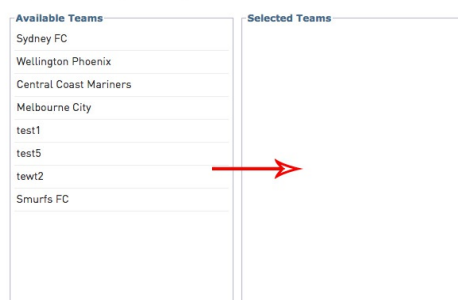 Available Teams
Sydney FC
Wellington Phoenix
Central Coast Mariners
Melbourne City
test1
test5
tewt2
Smurfs FC
Selected Teams